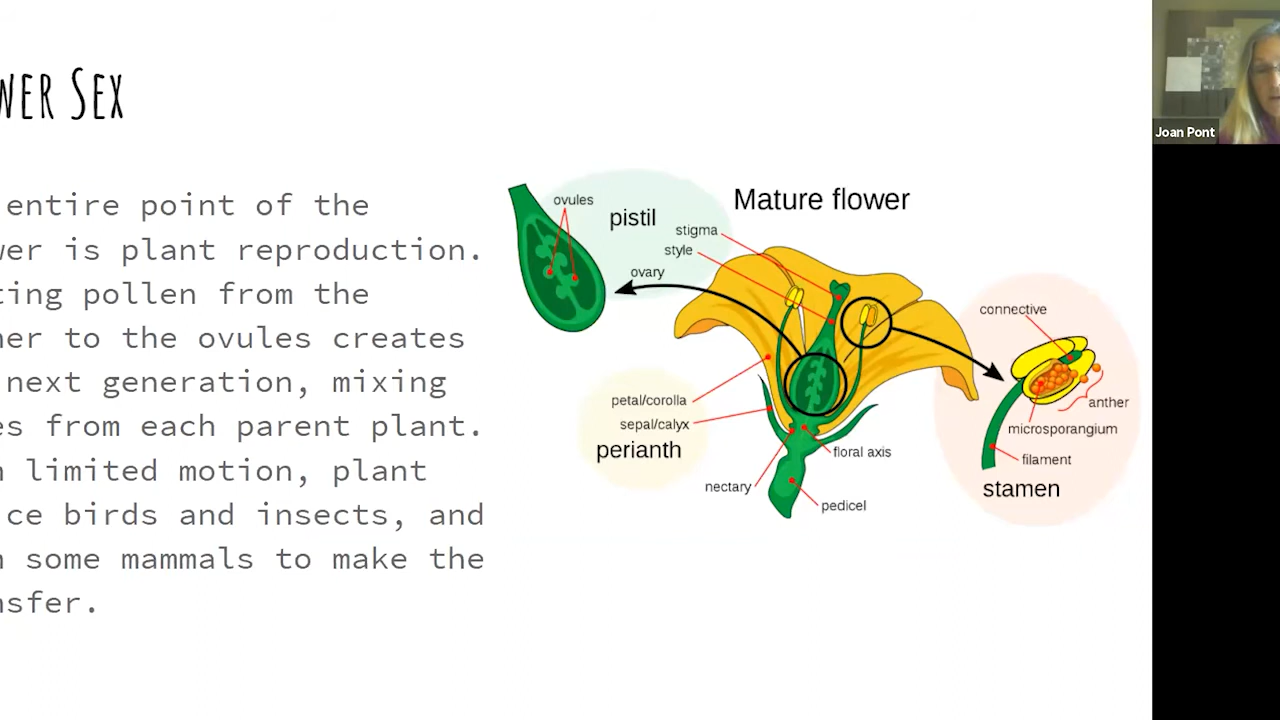 WER SEX
entire point of the
wer is plant reproduction.
ting pollen from the
her to the ovules creates
next generation, mixing
es from each parent plant.
h limited motion, plant
ce birds and insects, and
n some mammals to make the
nsfer.
Mature flower
ovules
pistil
stigma
style
ovary
connective
anther
microsporangium
filament
stamen
petal/corolla
sepal/calyx
perianth
floral axis
nectary
pedicel
Joan Pont